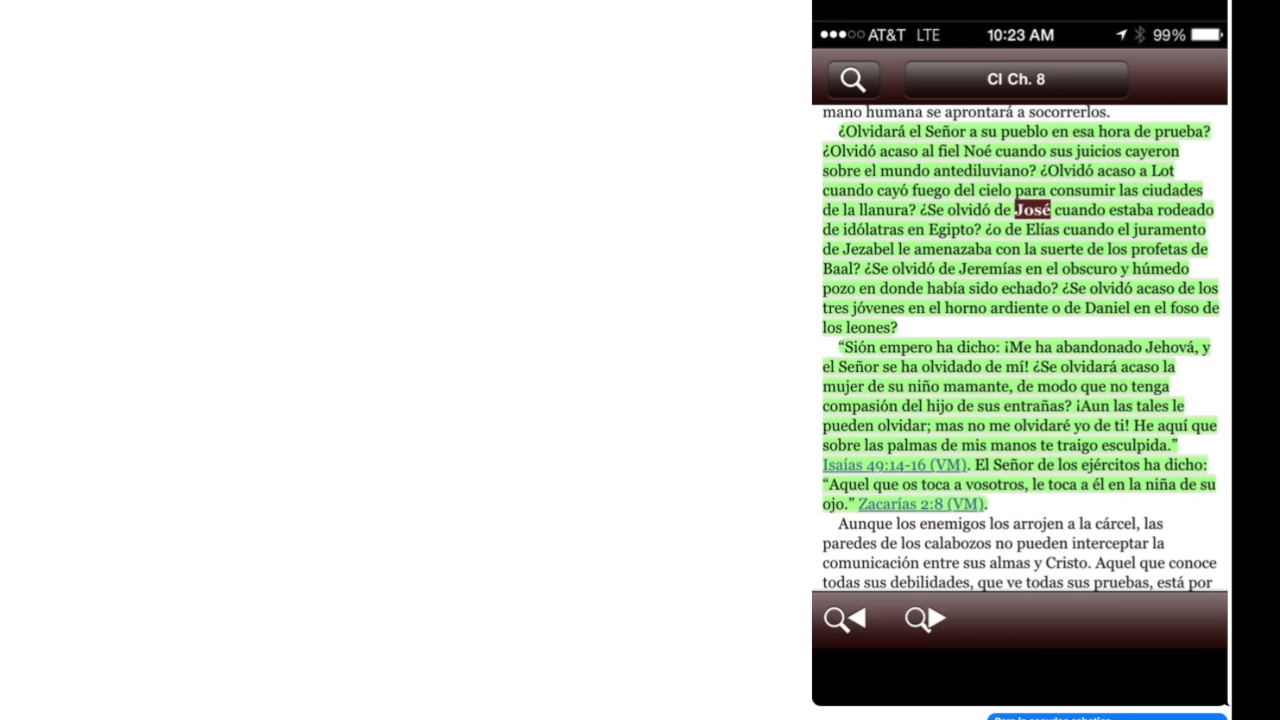 AT&T LTE 10:23 AM 99%
CI Ch. 8
mano humana se aprontará a socorrerlos.
¿Olvidará el Señor a su pueblo en esa hora de prueba?
¿Olvidó acaso al fiel Noé cuando sus juicios cayeron
sobre el mundo antediluviano? ¿Olvidó acaso a Lot
cuando cayó fuego del cielo para consumir las ciudades
de la llanura? ¿Se olvidó de José cuando estaba rodeado
de idólatras en Egipto? ¿o de Elías cuando el juramento
de Jezabel le amenazaba con la suerte de los profetas de
Baal? ¿Se olvidó de Jeremías en el obscuro y húmedo
pozo en donde había sido echado? ¿Se olvidó acaso de los
tres jóvenes en el horno ardiente o de Daniel en el foso de
los leones?
“Sión empero ha dicho: ¡Me ha abandonado Jehová, y
el Señor se ha olvidado de mí! ¿Se olvidará acaso la
mujer de su niño mamante, de modo que no tenga
compasión del hijo de sus entrañas? ¡Aun las tales le
pueden olvidar; mas no me olvidaré yo de ti! He aquí que
sobre las palmas de mis manos te traigo esculpida.”
Isaías 49:14-16 (VM). El Señor de los ejércitos ha dicho:
“Aquel que os toca a vosotros, le toca a él en la niña de su
ojo.” Zacarías 2:8 (VM).
Aunque los enemigos los arrojen a la cárcel, las
paredes de los calabozos no pueden interceptar la
comunicación entre sus almas y Cristo. Aquel que conoce
todas sus debilidades, que ve todas sus pruebas, está por